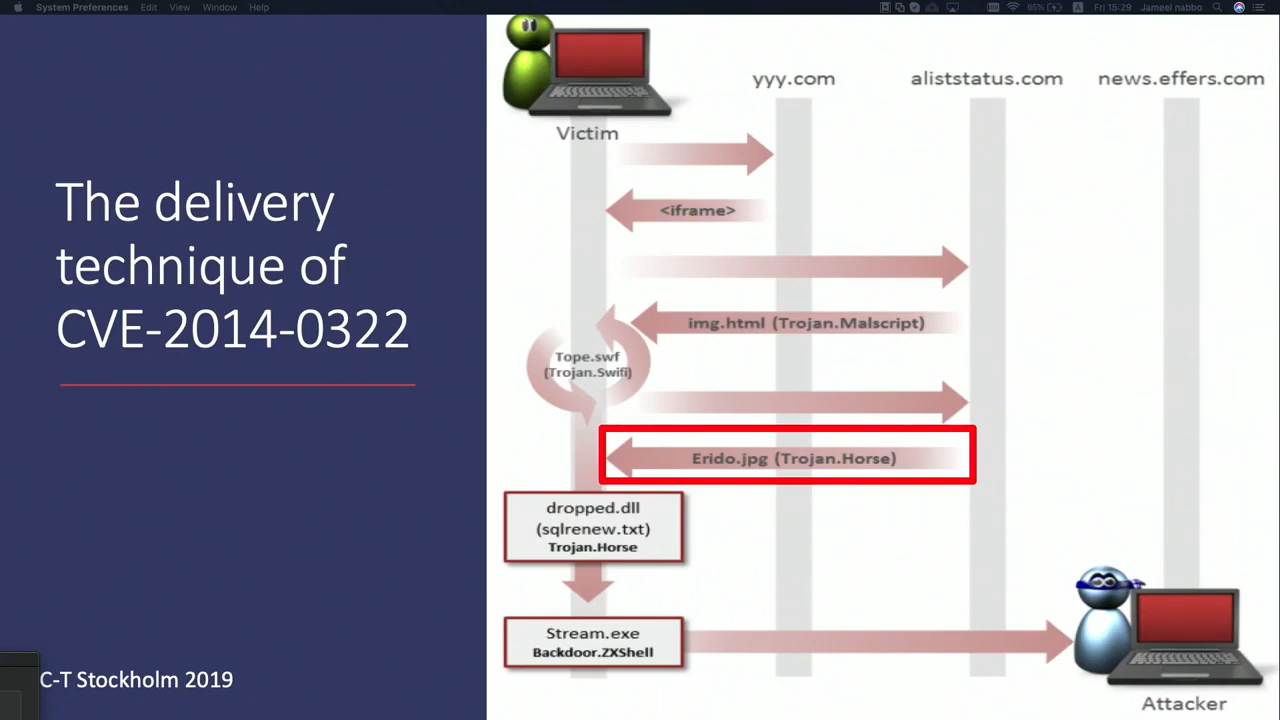 System Preferences Edit View Window Help
65% A Fri 15:29 Jameel nabbo
The delivery
technique of
CVE-2014-0322
C-T Stockholm 2019
yyy.com
aliststatus.com
news.effers.com
Victim
<iframe>
img.html (Trojan.Malscript)
Tope.swf
(Trojan.Swifi)
Erido.jpg (Trojan.Horse)
dropped.dll
(sqlrenew.txt)
Trojan.Horse
Stream.exe
Backdoor.ZXShell
Attacker